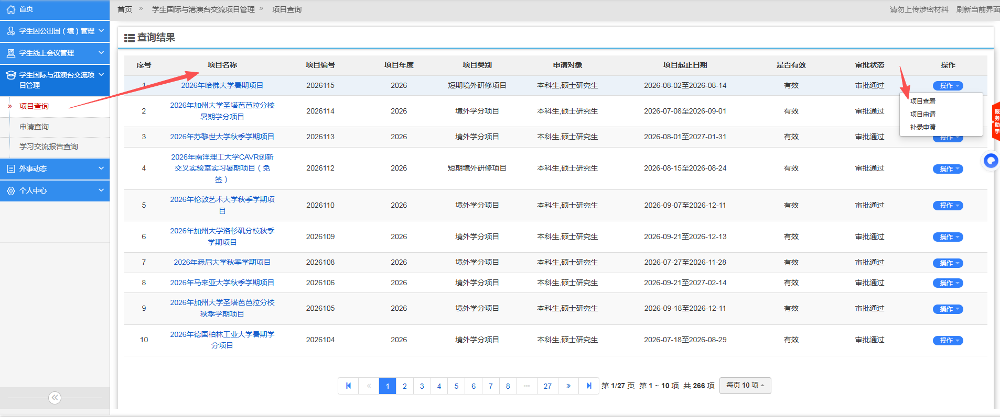 首页
学生因公出国（境）管理
学生线上会议管理
学生国际与港澳台交流项
目管理
» 项目查询
申请查询
学习交流报告查询
外事动态
个人中心
首页 » 学生国际与港澳台交流项目管理 » 项目查询
请勿上传涉密材料 刷新当前界面
查询结果
序号 项目名称 项目编号 项目年度 项目类别 申请对象 项目起止日期 是否有效 审批状态 操作
1 2026年哈佛大学暑期项目 2026115 2026 短期境外研修项目 本科生,硕士研究生 2026-08-02至2026-08-14 有效 审批通过 操作
项目查看
项目申请
补录申请
2026年加州大学圣塔芭芭拉分校
2 暑期学分项目 2026114 2026 境外学分项目 本科生,硕士研究生 2026-07-08至2026-09-01 有效 审批通过
3 2026年苏黎世大学秋季学期项目 2026113 2026 境外学分项目 本科生,硕士研究生 2026-08-01至2027-01-31 有效 审批通过 操作
2026年南洋理工大学CAVR创新
4 交叉实验室实习暑期项目（免 2026112 2026 短期境外研修项目 本科生,硕士研究生 2026-08-15至2026-08-24 有效 审批通过 操作
签）
2026年伦敦艺术大学秋季学期项
5 目 2026110 2026 境外学分项目 本科生,硕士研究生 2026-09-07至2026-12-11 有效 审批通过 操作
2026年加州大学洛杉矶分校秋季
6 学期项目 2026109 2026 境外学分项目 本科生,硕士研究生 2026-09-21至2026-12-13 有效 审批通过 操作
7 2026年悉尼大学秋季学期项目 2026108 2026 境外学分项目 本科生,硕士研究生 2026-07-27至2026-11-28 有效 审批通过 操作
8 2026年马来亚大学秋季学期项目 2026106 2026 境外学分项目 本科生,硕士研究生 2026-09-21至2027-02-14 有效 审批通过 操作
2026年加州大学圣塔芭芭拉分校
9 秋季学期项目 2026105 2026 境外学分项目 本科生,硕士研究生 2026-09-18至2026-12-11 有效 审批通过 操作
2026年德国柏林工业大学暑期学
10 分项目 2026104 2026 境外学分项目 本科生,硕士研究生 2026-07-18至2026-08-29 有效 审批通过 操作
« 1 2 3 4 5 6 7 8 ... 27 » 第 1/27 页 第 1 ~ 10 项 共 266 项 每页 10 项
服务助手